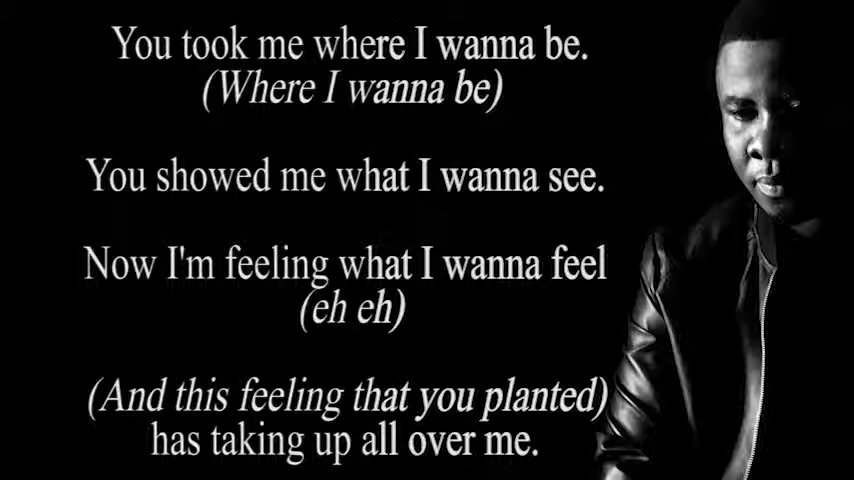 You took me where I wanna be.
(Where I wanna be)
You showed me what I wanna see.
Now I'm feeling what I wanna feel
(eh eh)
(And this feeling that you planted)
has taking up all over me.